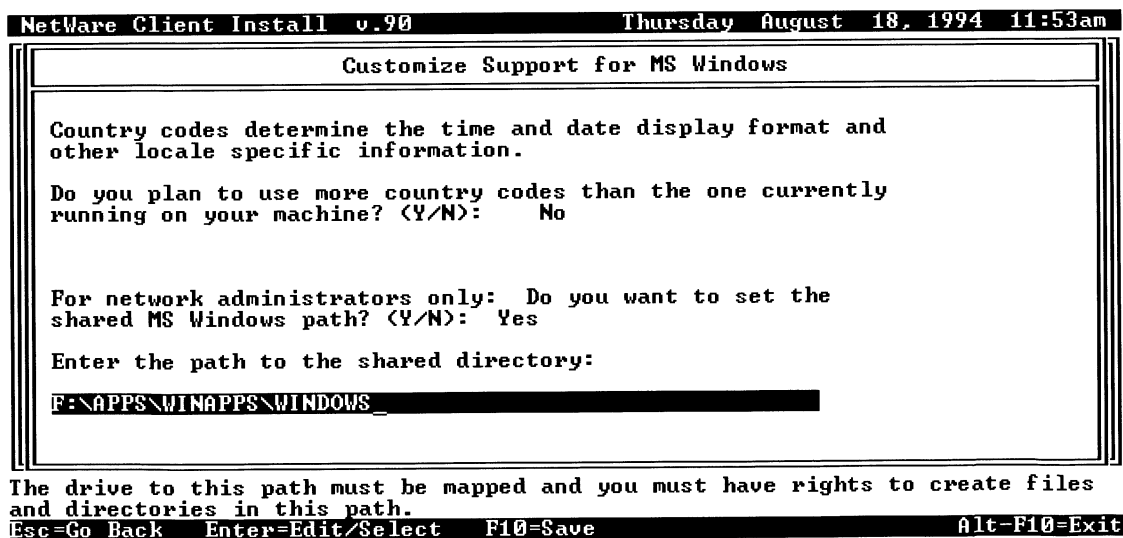 NetWare Client Install v.90 Thursday August 18, 1994 11:53am
Customize Support for MS Windows
Country codes determine the time and date display format and
other locale specific information.
Do you plan to use more country codes than the one currently
running on your machine? (Y/N): No
For network administrators only: Do you want to set the
shared MS Windows path? (Y/N): Yes
Enter the path to the shared directory:
F:\APPS\WINAPPS\WINDOWS_
The drive to this path must be mapped and you must have rights to create files
and directories in this path.
Esc=Go Back Enter=Edit/Select F10=Save Alt-F10=Exit